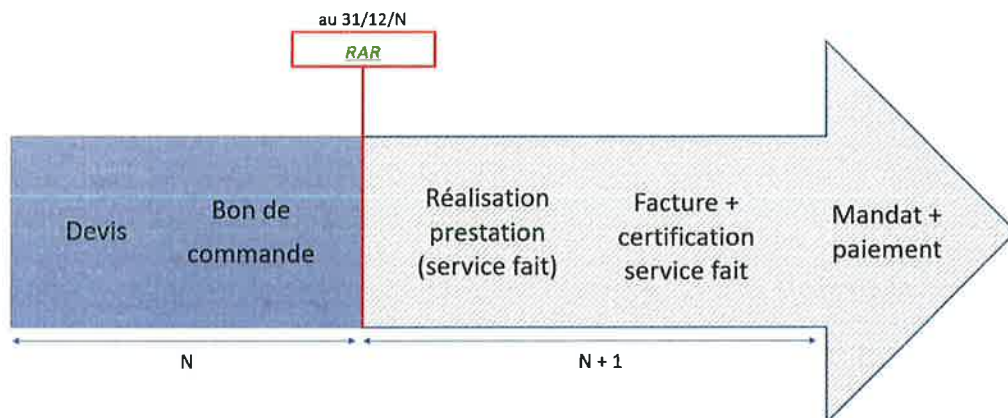 au 31/12/N
RAR
Devis
Bon de
commande
Réalisation
prestation
(service fait)
Facture +
certification
service fait
Mandat +
paiement
N
N + 1